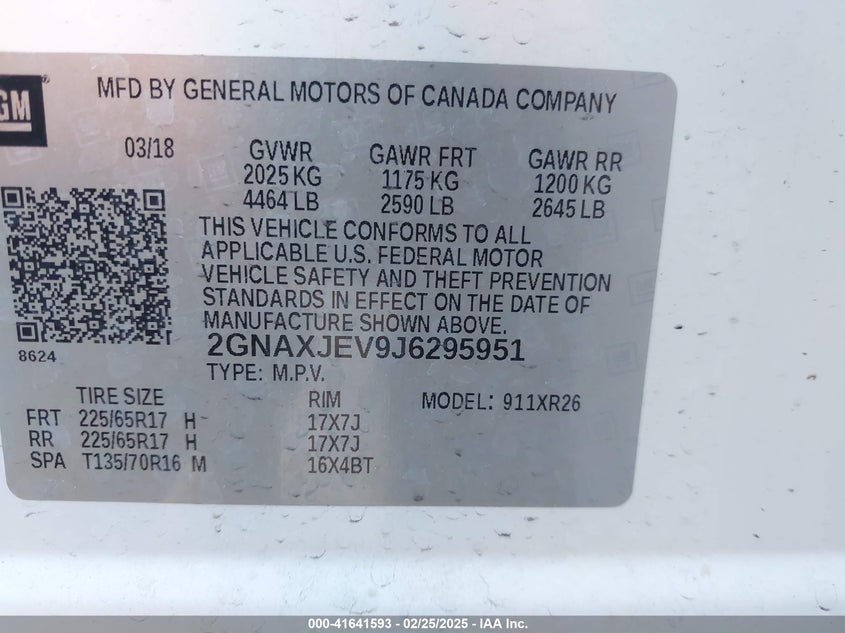 GM
MFD BY GENERAL MOTORS OF CANADA COMPANY
03/18 GVWR GAWR FRT GAWR RR
2025 KG 1175 KG 1200 KG
4464 LB 2590 LB 2645 LB
THIS VEHICLE CONFORMS TO ALL
APPLICABLE U.S. FEDERAL MOTOR
VEHICLE SAFETY AND THEFT PREVENTION
STANDARDS IN EFFECT ON THE DATE OF
MANUFACTURE SHOWN ABOVE.
8624 2GNAXJEV9J6295951
TYPE: M.P.V.
TIRE SIZE RIM MODEL: 911XR26
FRT 225/65R17 H 17X7J
RR 225/65R17 H 17X7J
SPA T135/70R16 M 16X4BT
000-41641593 - 02/25/2025 - IAA Inc.